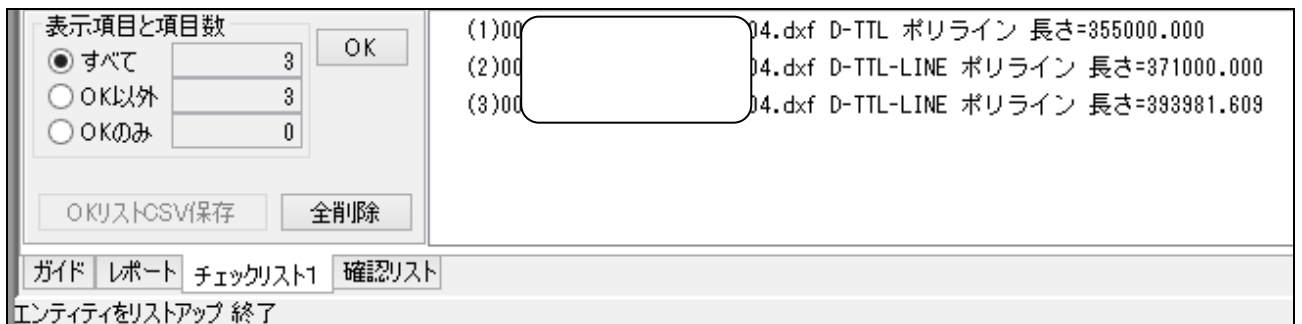 表示項目と項目数
すべて 3
OK以外 3
OKのみ 0
OK
OKリストCSV保存
全削除
(1)00 04.dxf D-TTL ポリライン 長さ=355000.000
(2)00 04.dxf D-TTL-LINE ポリライン 長さ=371000.000
(3)00 04.dxf D-TTL-LINE ポリライン 長さ=393981.609
ガイド レポート チェックリスト1 確認リスト
エンティティをリストアップ 終了